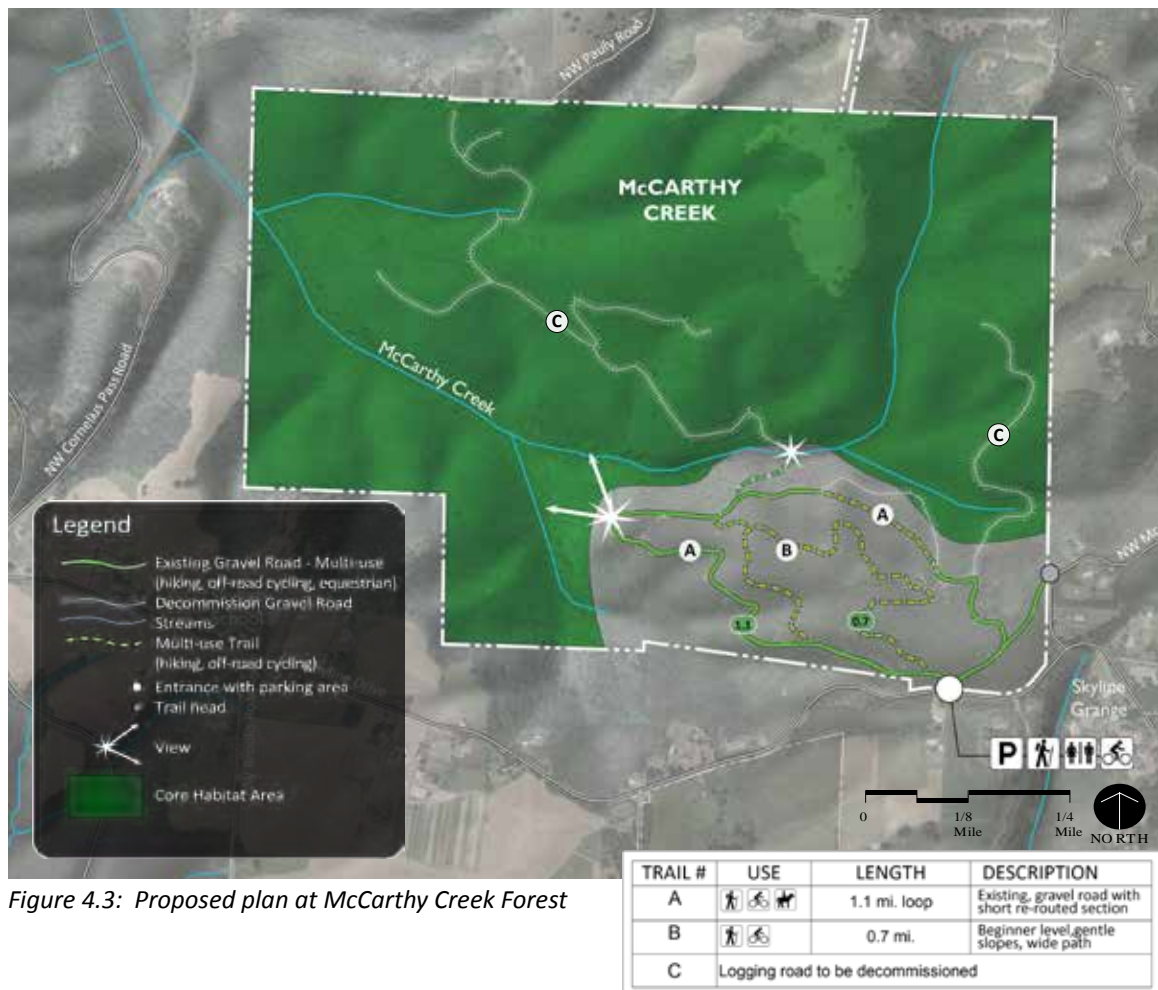 NW Pauly Road
McCARTHY
CREEK
C
McCarthy Creek
NW Cornelius Pass Road
C
A
A
B
1.1
0.7
NW Mc
Skyline
Grange
P
0
1/8
Mile
1/4
Mile
NORTH
Legend
Existing Gravel Road - Multi-use
(hiking, off-road cycling, equestrian)
Decommission Gravel Road
Streams
Multi-use Trail
(hiking, off-road cycling)
Entrance with parking area
Trail head
View
Core Habitat Area
Figure 4.3: Proposed plan at McCarthy Creek Forest
TRAIL # USE LENGTH DESCRIPTION
A 1.1 mi. loop Existing, gravel road with
short re-routed section
B 0.7 mi. Beginner level,gentle
slopes, wide path
C Logging road to be decommissioned